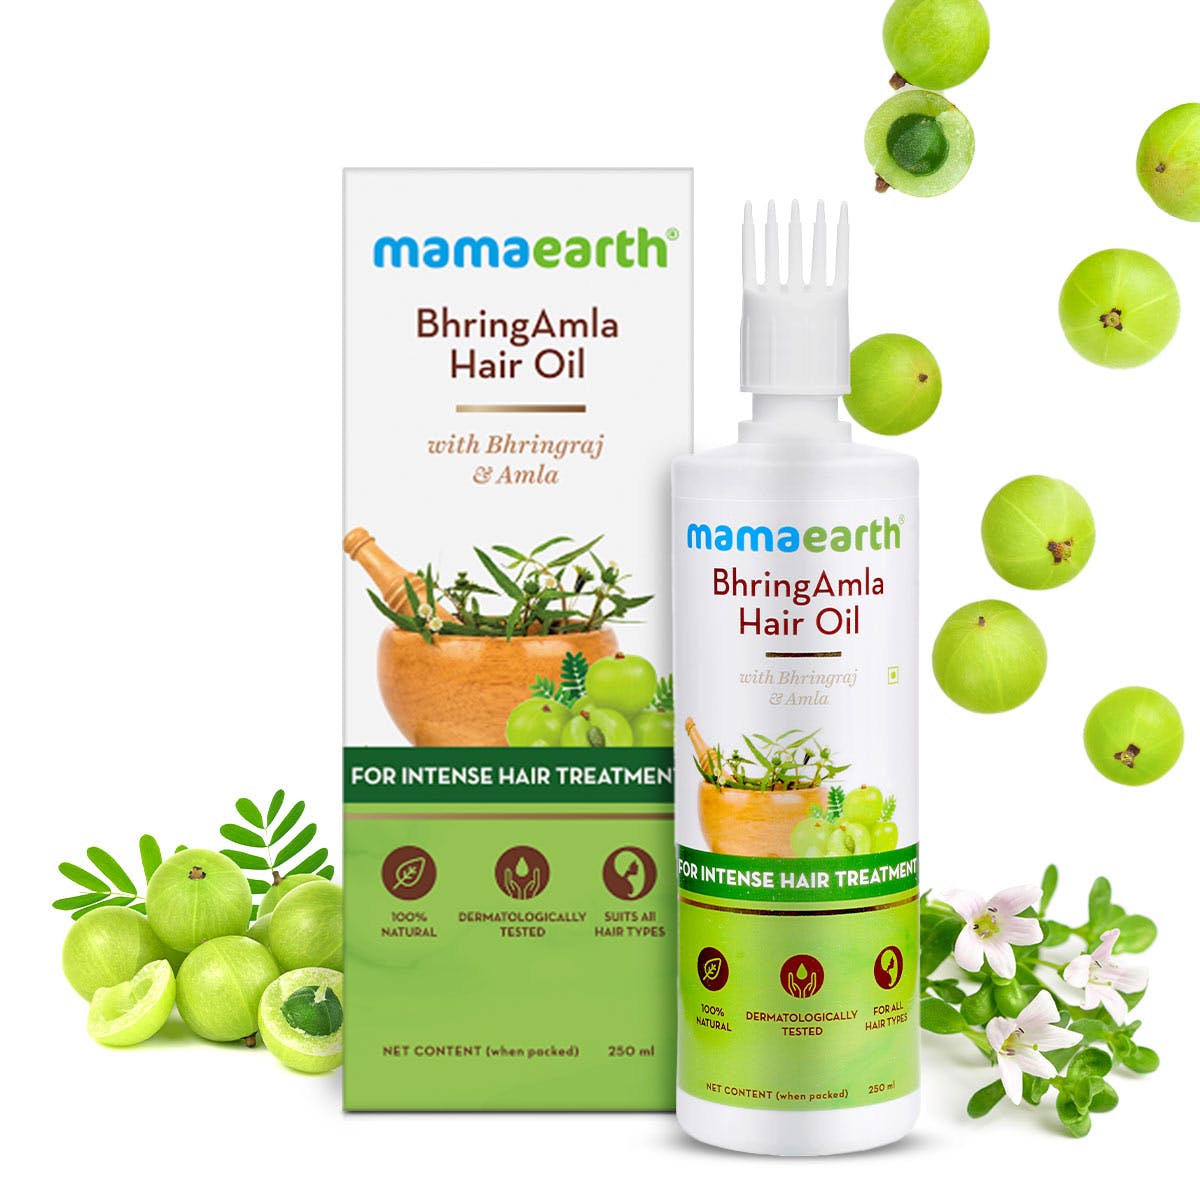 mamaearth®
BhringAmla
Hair Oil
with Bhringraj
& Amla
FOR INTENSE HAIR TREATMENT
100%
NATURAL
DERMATOLOGICALLY
TESTED
SUITS All
HAIR TYPES
NET CONTENT (when packed) 250 ml
mamaearth®
BhringAmla
Hair Oil
with Bhringraj
& Amla
FOR INTENSE HAIR TREATMENT
100%
NATURAL
DERMATOLOGICALLY
TESTED
FOR ALL
HAIR TYPES
NET CONTENT (when packed) 250 ml